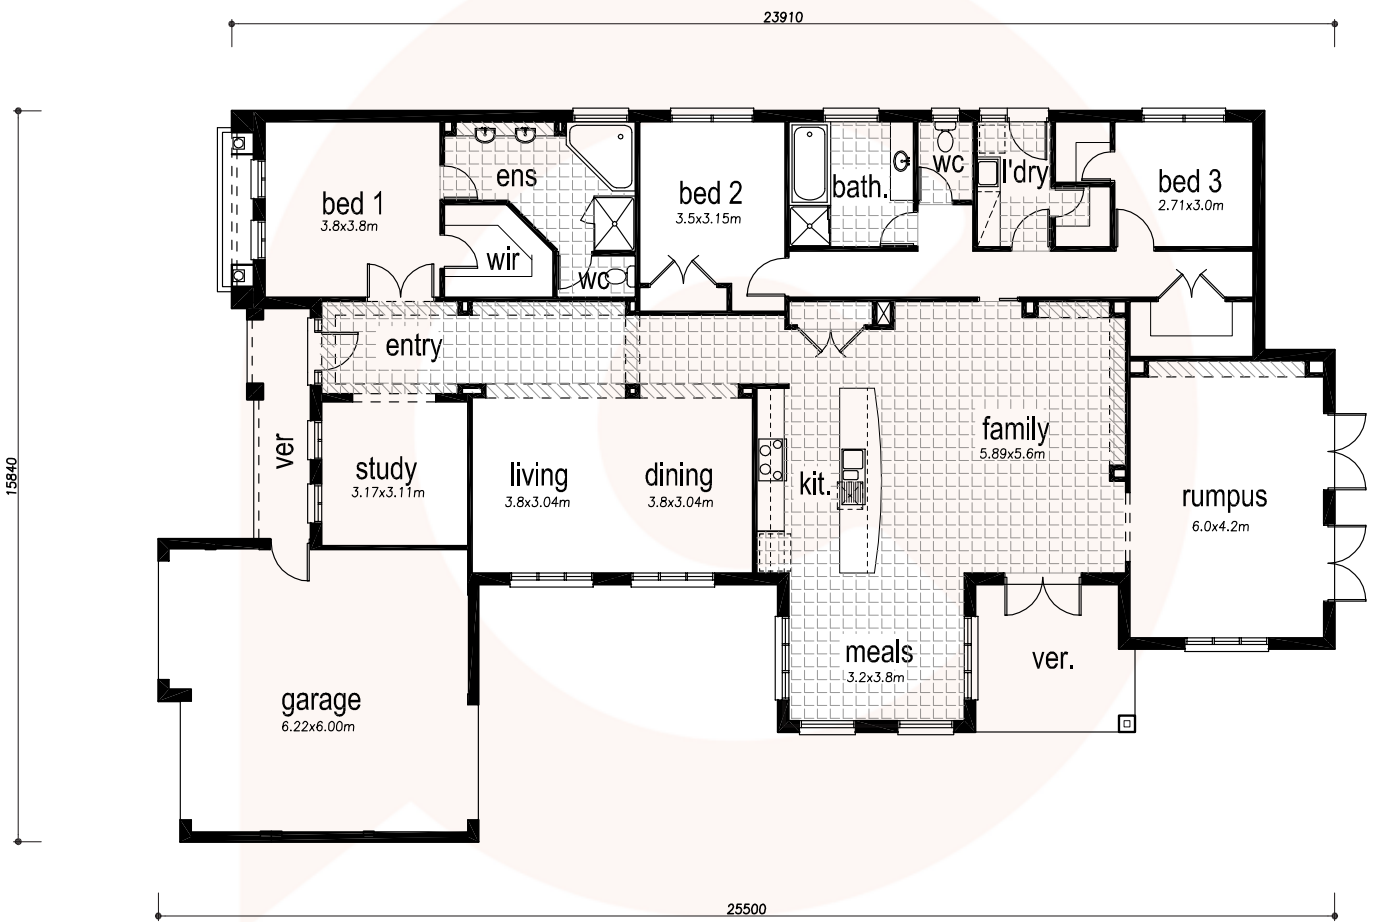 23910
15840
bed 1
3.8x3.8m
ens
wir
wc
bed 2
3.5x3.15m
bath.
wc
l'dry
bed 3
2.71x3.0m
entry
ver
study
3.17x3.11m
living
3.8x3.04m
dining
3.8x3.04m
kit.
family
5.89x5.6m
rumpus
6.0x4.2m
meals
3.2x3.8m
ver.
garage
6.22x6.00m
25500